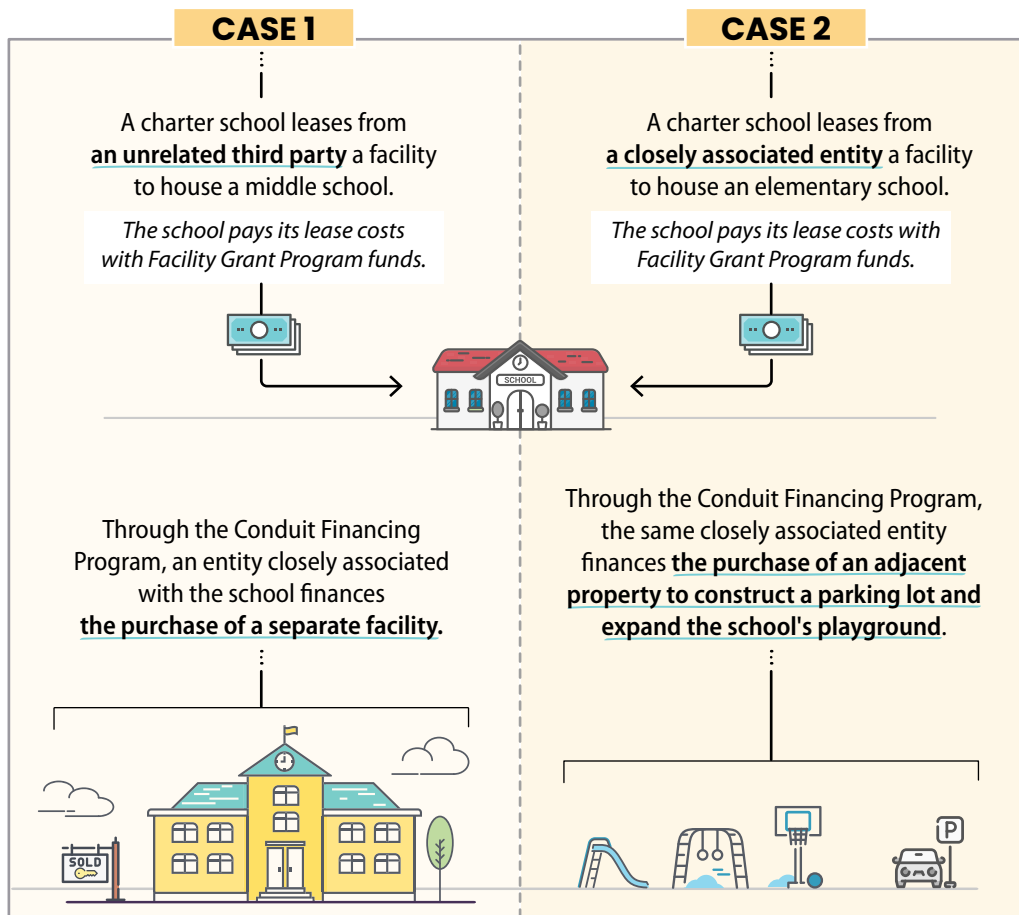 CASE 1
A charter school leases from
an unrelated third party a facility
to house a middle school.
The school pays its lease costs
with Facility Grant Program funds.
CASE 2
A charter school leases from
a closely associated entity a facility
to house an elementary school.
The school pays its lease costs with
Facility Grant Program funds.
SCHOOL
Through the Conduit Financing
Program, an entity closely associated
with the school finances
the purchase of a separate facility.
SOLD
Through the Conduit Financing Program,
the same closely associated entity
finances the purchase of an adjacent
property to construct a parking lot and
expand the school's playground.
P